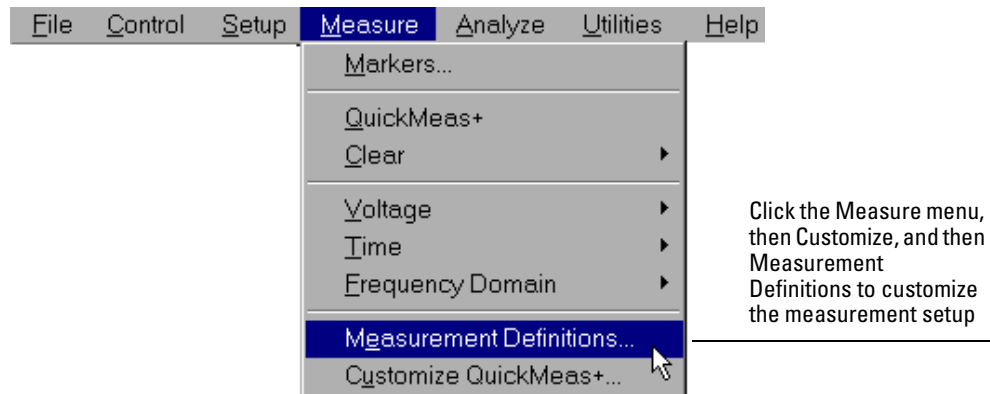 File Control Setup Measure Analyze Utilities Help
Markers...
QuickMeas+
Clear
Voltage
Time
Frequency Domain
Measurement Definitions...
Customize QuickMeas+...
Click the Measure menu,
then Customize, and then
Measurement
Definitions to customize
the measurement setup